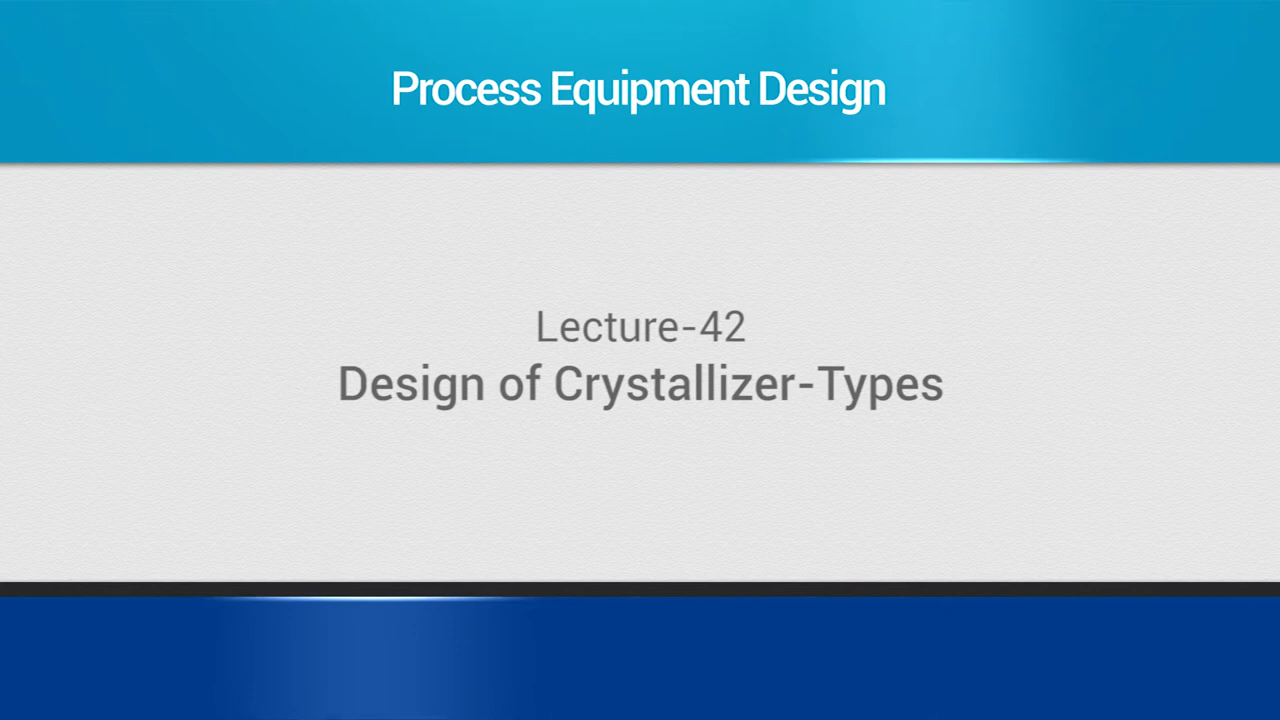 Process Equipment Design
Lecture-42
Design of Crystallizer-Types